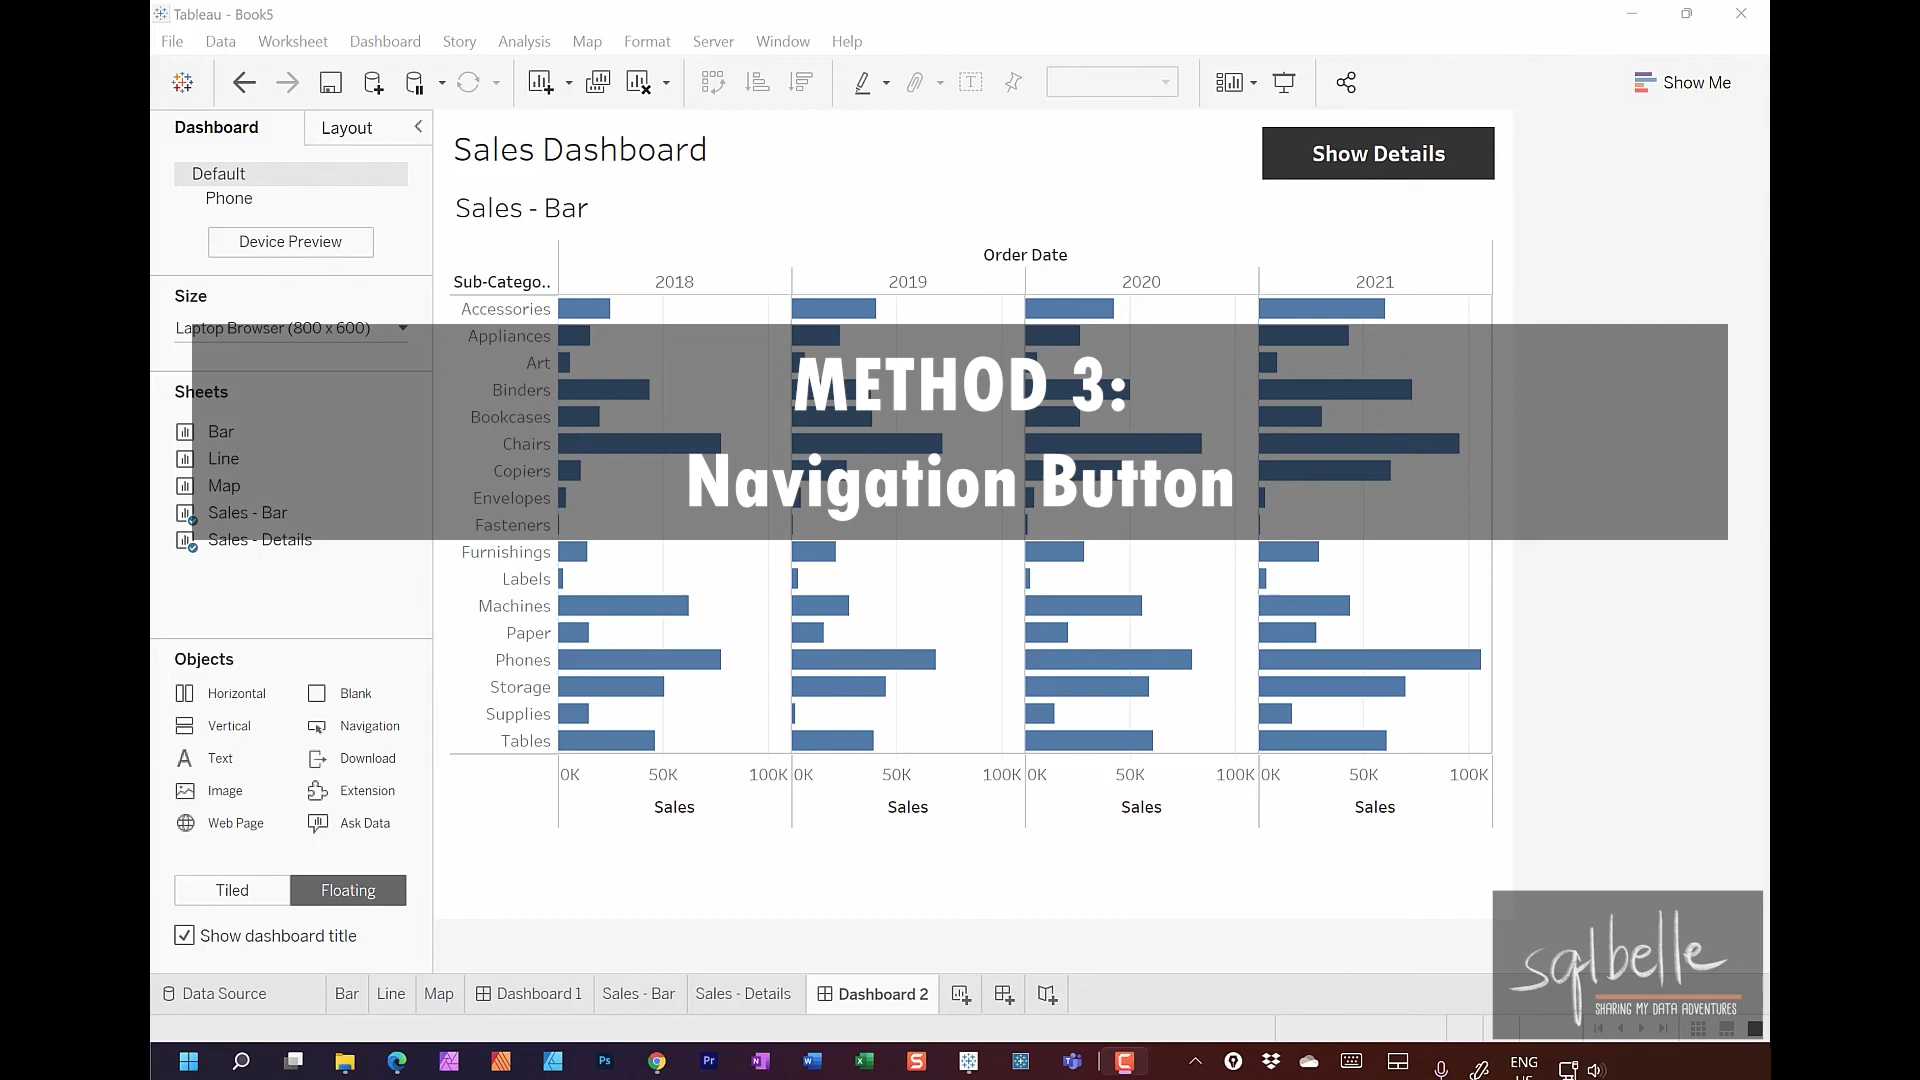 Tableau - Book5
File Data Worksheet Dashboard Story Analysis Map Format Server Window Help
Show Me
Dashboard Layout
Default
Phone
Device Preview
Size
Laptop Browser (800 x 600)
Sheets
Bar
Line
Map
Sales - Bar
Sales - Details
Objects
Horizontal Blank
Vertical Navigation
Text Download
Image Extension
Web Page Ask Data
Tiled Floating
Show dashboard title
Sales Dashboard
Show Details
Sales - Bar
Order Date
Sub-Catego.. 2018 2019 2020 2021
Accessories
Appliances
Art
Binders
Bookcases
Chairs
Copiers
Envelopes
Fasteners
Furnishings
Labels
Machines
Paper
Phones
Storage
Supplies
Tables
0K 50K 100K 0K 50K 100K 0K 50K 100K 0K 50K 100K
Sales Sales Sales Sales
METHOD 3:
Navigation Button
sqlbelle
SHARING MY DATA ADVENTURES
Data Source Bar Line Map Dashboard 1 Sales - Bar Sales - Details Dashboard 2
ENG